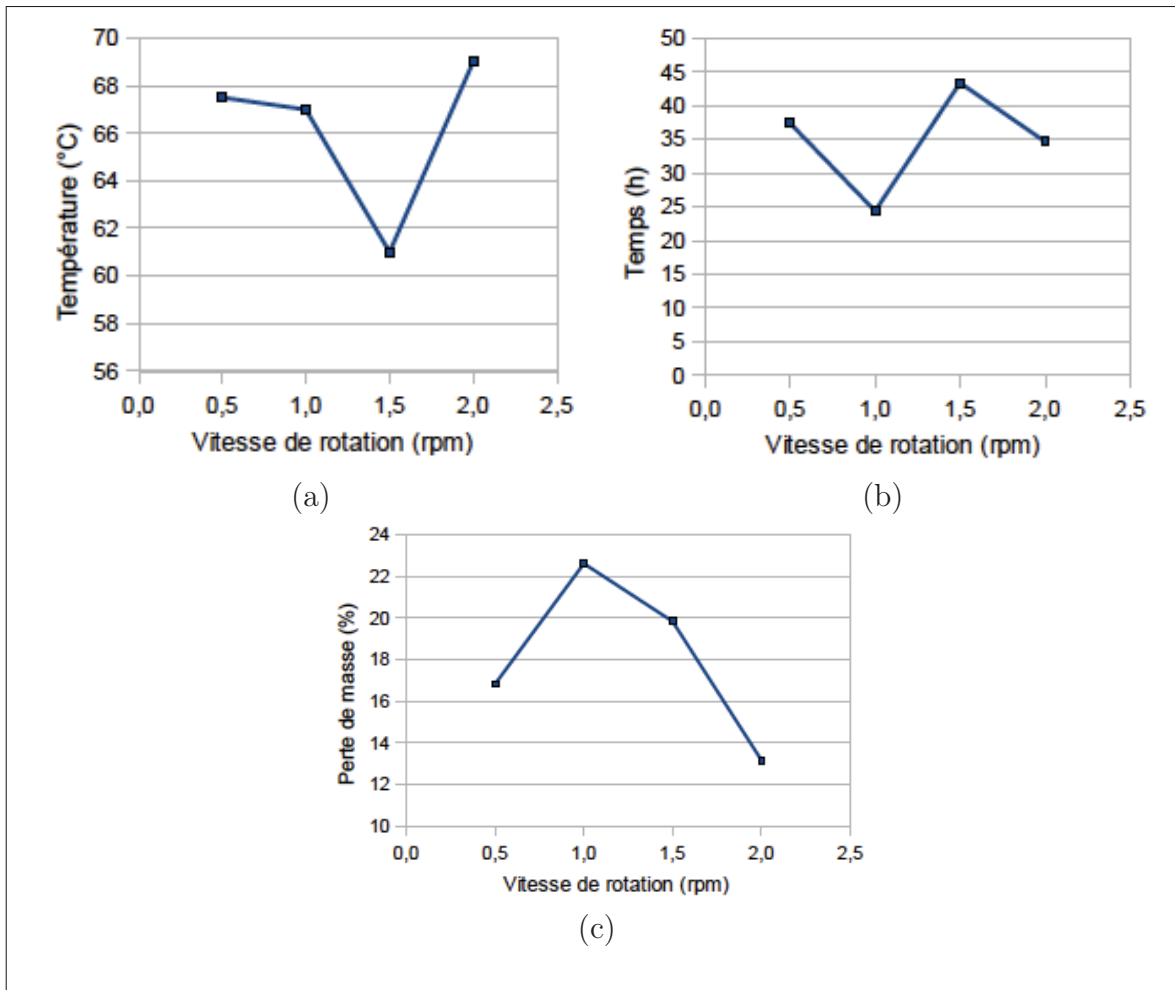 70
68
66
64
62
60
58
56
Température (°C)
0,0 0,5 1,0 1,5 2,0 2,5
Vitesse de rotation (rpm)
(a)
50
45
40
35
30
25
20
15
10
5
0
Temps (h)
0,0 0,5 1,0 1,5 2,0 2,5
Vitesse de rotation (rpm)
(b)
24
22
20
18
16
14
12
10
Perte de masse (%)
0,0 0,5 1,0 1,5 2,0 2,5
Vitesse de rotation (rpm)
(c)